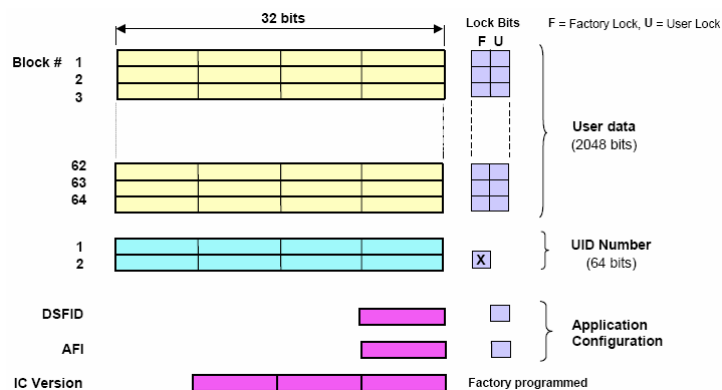 32 bits
Lock Bits
F = Factory Lock, U = User Lock
F U
Block # 1
2
3
User data
(2048 bits)
62
63
64
1
2
X
UID Number
(64 bits)
DSFID
AFI
Application
Configuration
IC Version
Factory programmed